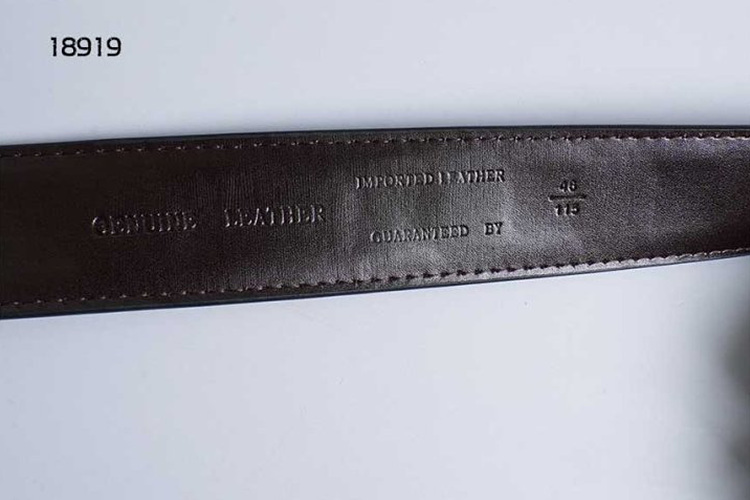 18919
GENUINE LEATHER
IMPORTED LEATHER
GUARANTEED BY
46
115